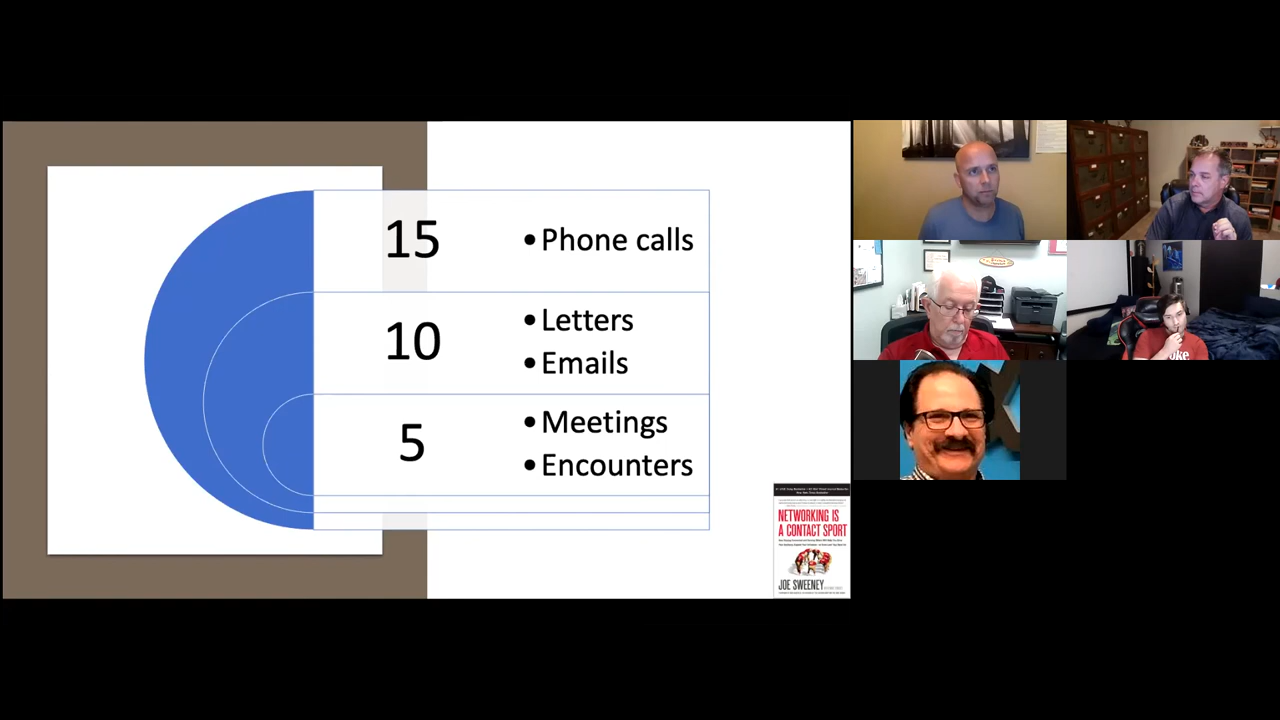 15
• Phone calls
10
• Letters
• Emails
5
• Meetings
• Encounters
NETWORKING IS
A CONTACT SPORT
JOE SWEENEY